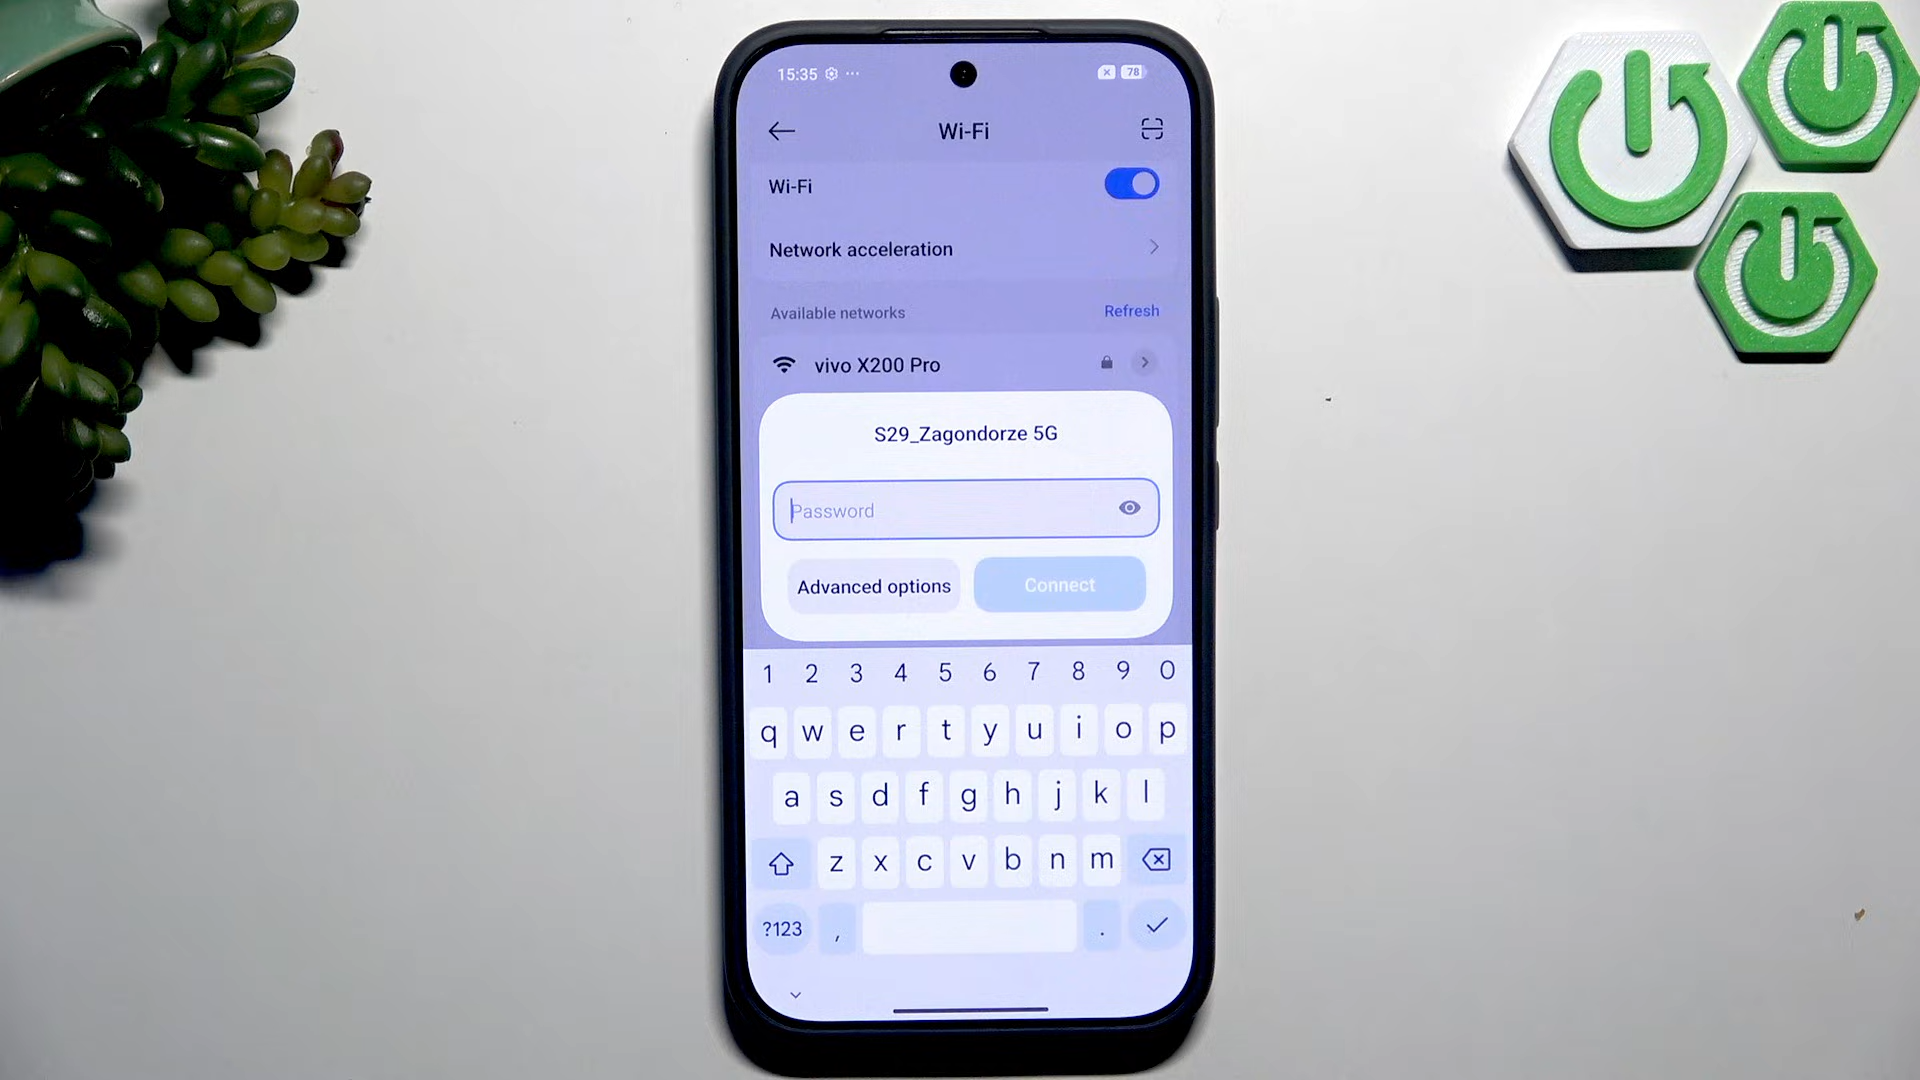 15:35 ... 78
Wi-Fi
Wi-Fi
Network acceleration
Available networks Refresh
vivo X200 Pro
S29_Zagondorze 5G
Password
Advanced options Connect
1 2 3 4 5 6 7 8 9 0
q w e r t y u i o p
a s d f g h j k l
z x c v b n m
?123 , .